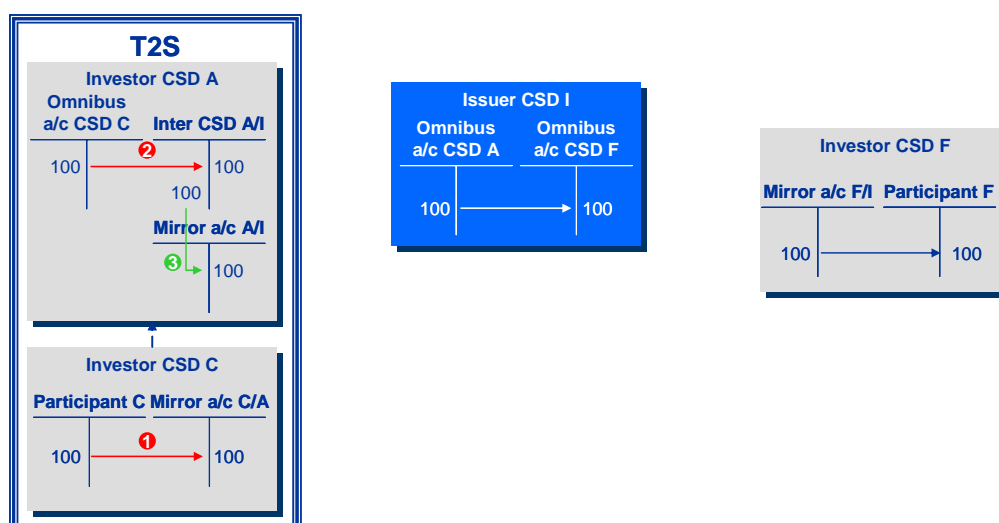 T2S
Investor CSD A
Omnibus
a/c CSD C Inter CSD A/I
2
100 100
100
Mirror a/c A/I
3
100
Investor CSD C
Participant C Mirror a/c C/A
1
100 100
Issuer CSD I
Omnibus Omnibus
a/c CSD A a/c CSD F
100 100
Investor CSD F
Mirror a/c F/I Participant F
100 100